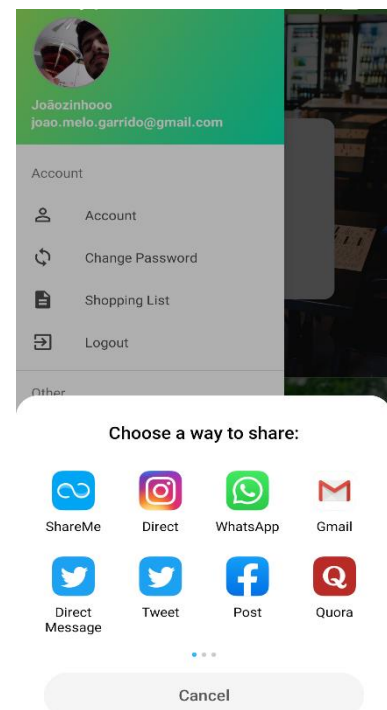 Joãozinhooo
joao.melo.garrido@gmail.com
Account
Account
Change Password
Shopping List
Logout
Other
Choose a way to share:
ShareMe
Direct
WhatsApp
Gmail
Direct
Message
Tweet
Post
Quora
Cancel